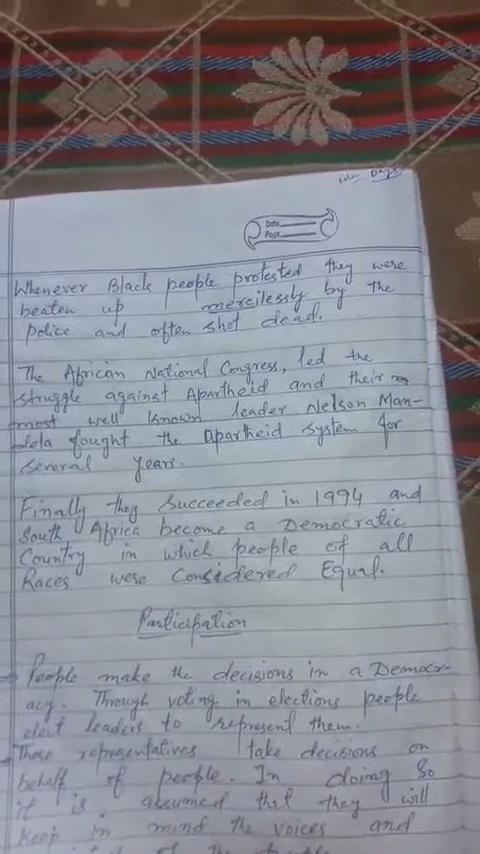 Date
Page
Whenever Black people protested they were
beaten up mercilessly by the
police and often shot dead.
The African National Congress, led the
struggle against Apartheid and their
most well known leader Nelson Man-
dela fought the apartheid system for
several years.
Finally they Succeeded in 1994 and
South Africa become a Democratic
Country in which people of all
Races were Considered Equal.
Participation
People make the decisions in a Democr-
acy. Through voting in elections people
elect leaders to represent them.
These representatives take decisions on
behalf of people. In doing So
it is assumed that they will
keep in mind the voices and